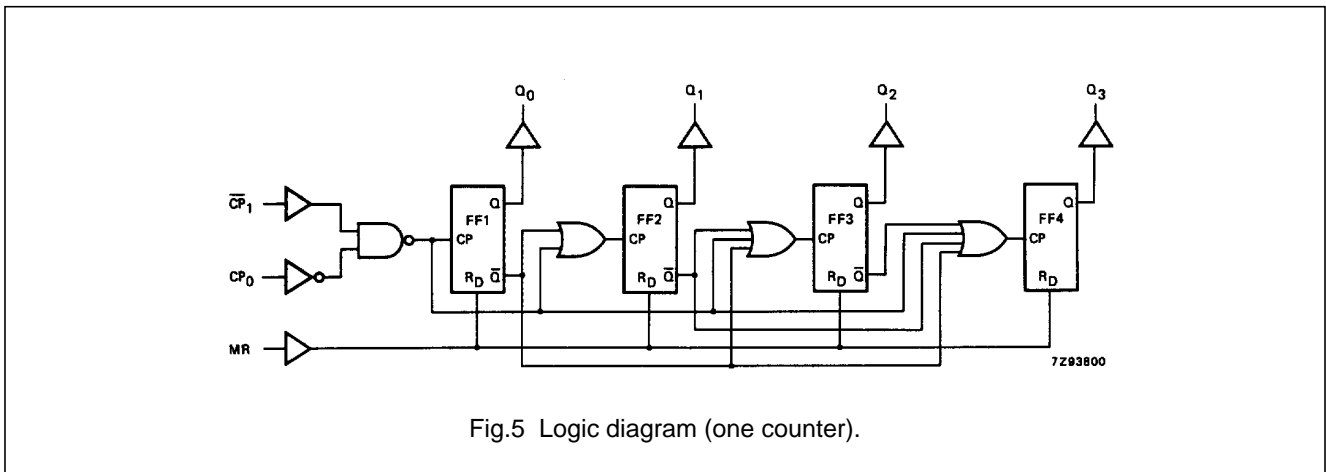 Q0 Q1 Q2 Q3
C̅P̅1
CP0
MR
FF1 Q CP RD Q̅
FF2 Q CP RD Q̅
FF3 Q CP RD Q̅
FF4 Q CP RD
7Z93800
Fig.5 Logic diagram (one counter).